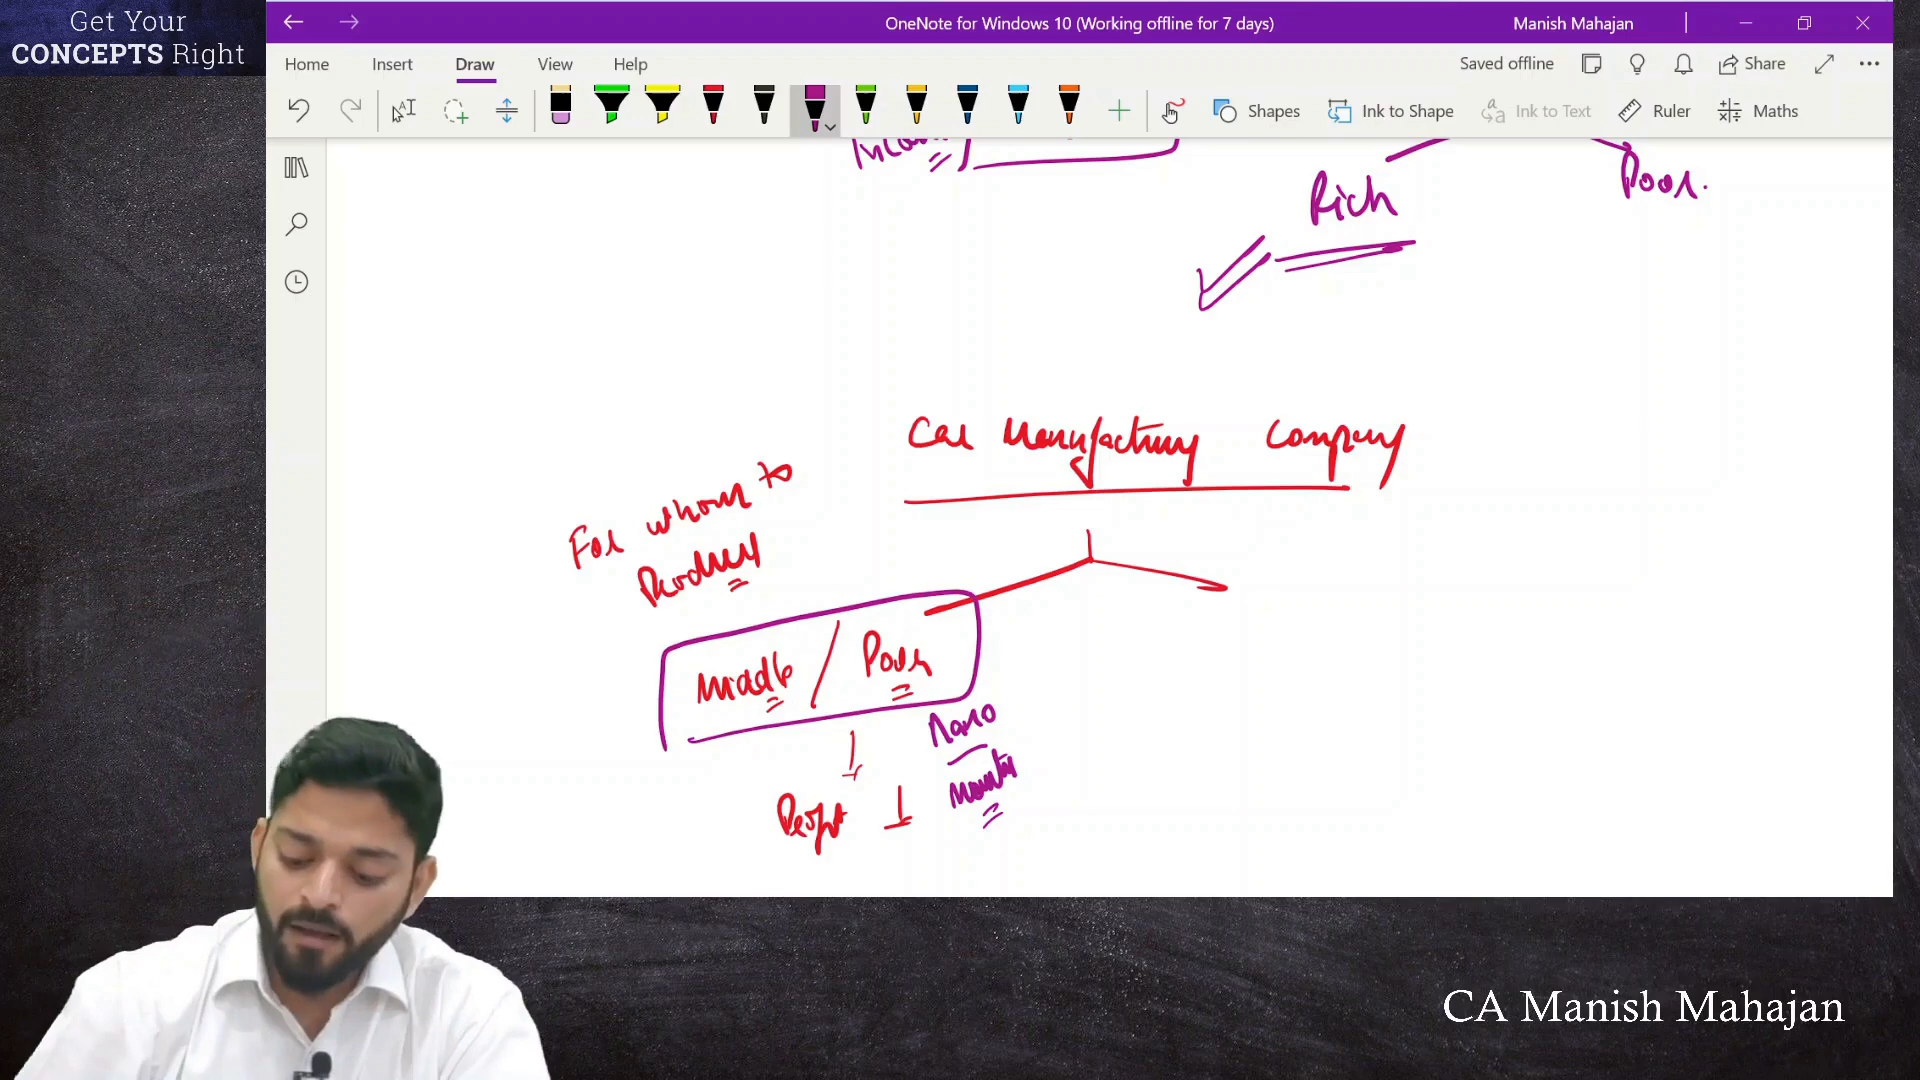 Get Your
CONCEPTS Right
OneNote for Windows 10 (Working offline for 7 days)
Manish Mahajan
Home Insert Draw View Help
Saved offline
Share
Shapes
Ink to Shape
Ink to Text
Ruler
Maths
Rich
Poor.
Car Manufacturing Company
For whom to
Produce
Middle / Poor
Nano
CA Manish Mahajan